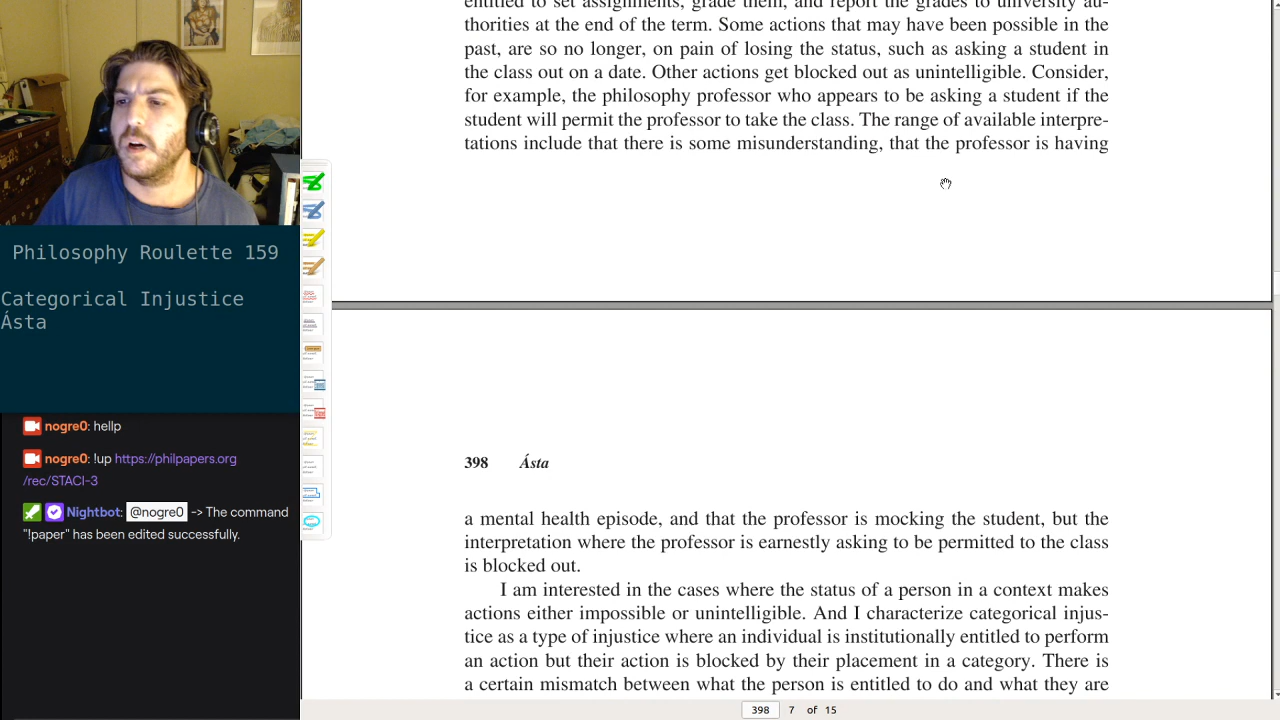 entitled to set assignments, grade them, and report the grades to university au-
thorities at the end of the term. Some actions that may have been possible in the
past, are so no longer, on pain of losing the status, such as asking a student in
the class out on a date. Other actions get blocked out as unintelligible. Consider,
for example, the philosophy professor who appears to be asking a student if the
student will permit the professor to take the class. The range of available interpre-
tations include that there is some misunderstanding, that the professor is having
Philosophy Roulette 159
Categorical Injustice
Ásta
nogre0: hellp
nogre0: !up https://philpapers.org
/rec/STACI-3
Nightbot: @nogre0 -> The command
"!paper" has been edited successfully.
398 Ásta
a mental health episode, and that the professor is mocking the student, but the
interpretation where the professor is earnestly asking to be permitted to the class
is blocked out.
I am interested in the cases where the status of a person in a context makes
actions either impossible or unintelligible. And I characterize categorical injus-
tice as a type of injustice where an individual is institutionally entitled to perform
an action but their action is blocked by their placement in a category. There is
a certain mismatch between what the person is entitled to do and what they are
398 7 of 15